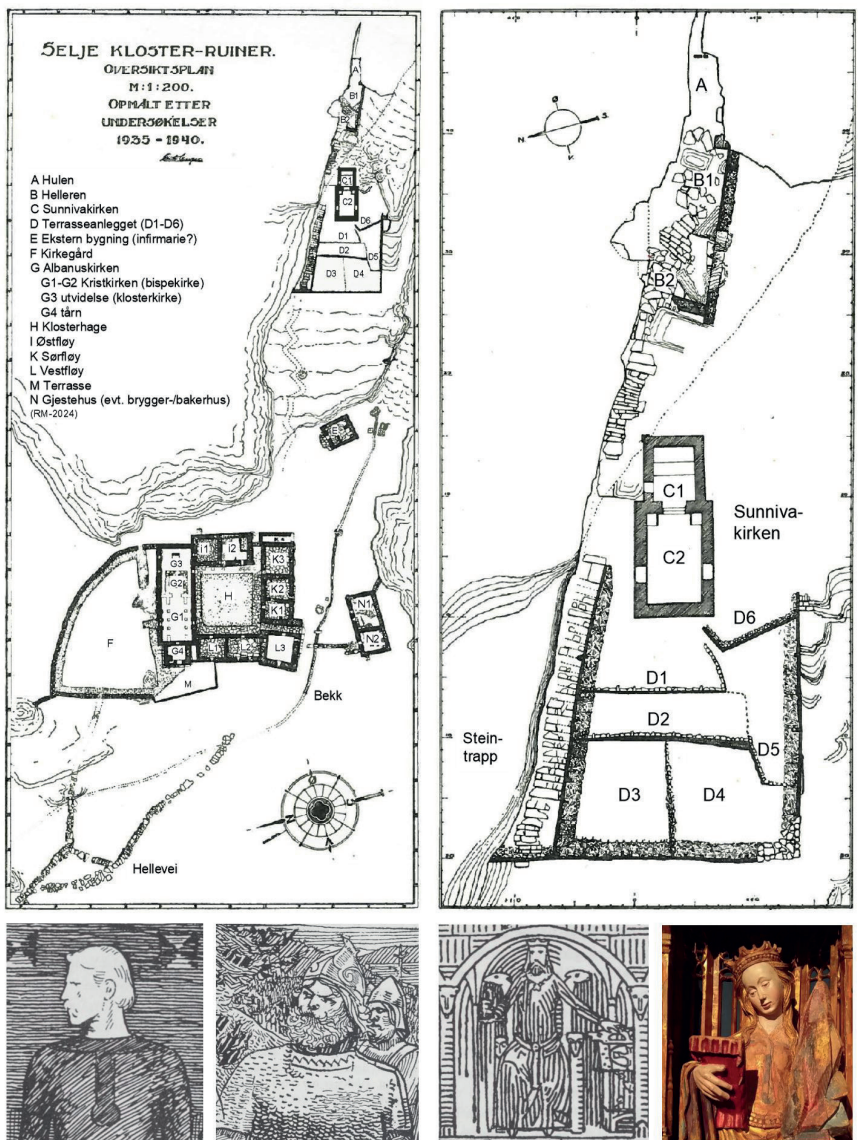 SELJE KLOSTER-RUINER.
OVERSIKTSPLAN
M:1:200.
OPMÅLT ETTER
UNDERSØKELSER
1935 - 1940.
A Hulen
B Helleren
C Sunnivakirken
D Terrasseanlegget (D1-D6)
E Ekstern bygning (infirmarie?)
F Kirkegård
G Albanuskirken
G1-G2 Kristkirken (bispekirke)
G3 utvidelse (klosterkirke)
G4 tårn
H Klosterhage
I Østfløy
K Sørfløy
L Vestfløy
M Terrasse
N Gjestehus (evt. brygger-/bakerhus)
(RM-2024)
A
B1
B2
C1
C2
D6
D1
D2
D5
D3 D4
I1 I2
G3
K3
G2
H
K2
K1
G1
N1
F
N2
G4
L1 L2 L3
M
Bekk
Hellevei
A
Ø
N. S.
V.
B1
B2
C1
Sunniva-
kirken
C2
D6
D1
D2
Stein-
trapp
D5
D3 D4